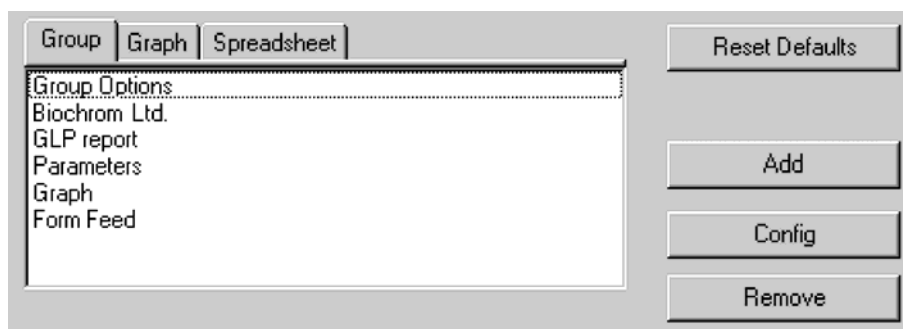 Group Graph Spreadsheet
Group Options
Biochrom Ltd.
GLP report
Parameters
Graph
Form Feed
Reset Defaults
Add
Config
Remove